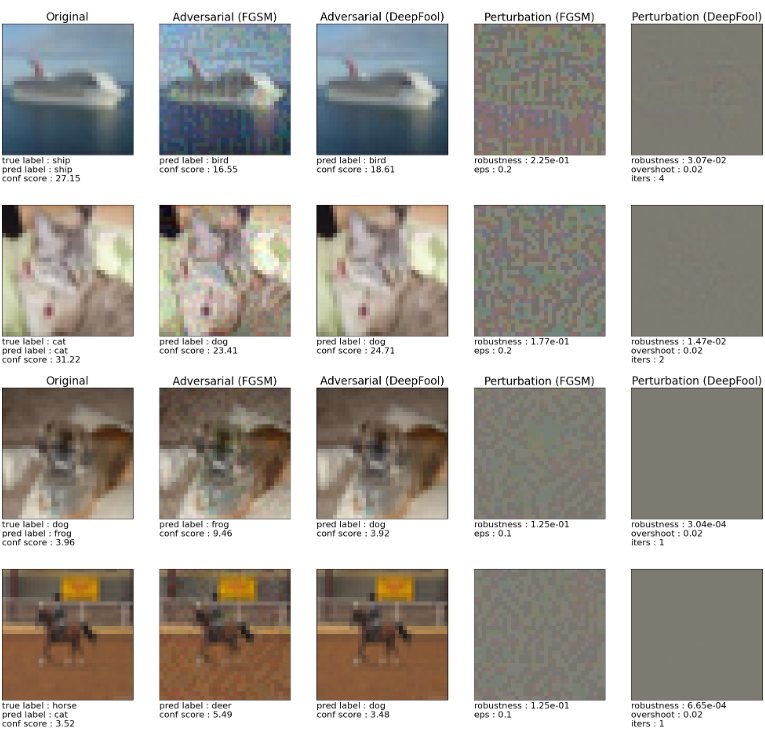 Original Adversarial (FGSM) Adversarial (DeepFool) Perturbation (FGSM) Perturbation (DeepFool)
true label : ship pred label : bird pred label : bird robustness : 2.25e-01 robustness : 3.07e-02
pred label : ship conf score : 16.55 conf score : 18.61 eps : 0.2 overshoot : 0.02
conf score : 27.15 iters : 4
true label : cat pred label : dog pred label : dog robustness : 1.77e-01 robustness : 1.47e-02
pred label : cat conf score : 23.41 conf score : 24.71 eps : 0.2 overshoot : 0.02
conf score : 31.22 iters : 2
Original Adversarial (FGSM) Adversarial (DeepFool) Perturbation (FGSM) Perturbation (DeepFool)
true label : dog pred label : frog pred label : dog robustness : 1.25e-01 robustness : 3.04e-04
pred label : frog conf score : 9.46 conf score : 3.92 eps : 0.1 overshoot : 0.02
conf score : 3.96 iters : 1
true label : horse pred label : deer pred label : dog robustness : 1.25e-01 robustness : 6.65e-04
pred label : cat conf score : 5.49 conf score : 3.48 eps : 0.1 overshoot : 0.02
conf score : 3.52 iters : 1